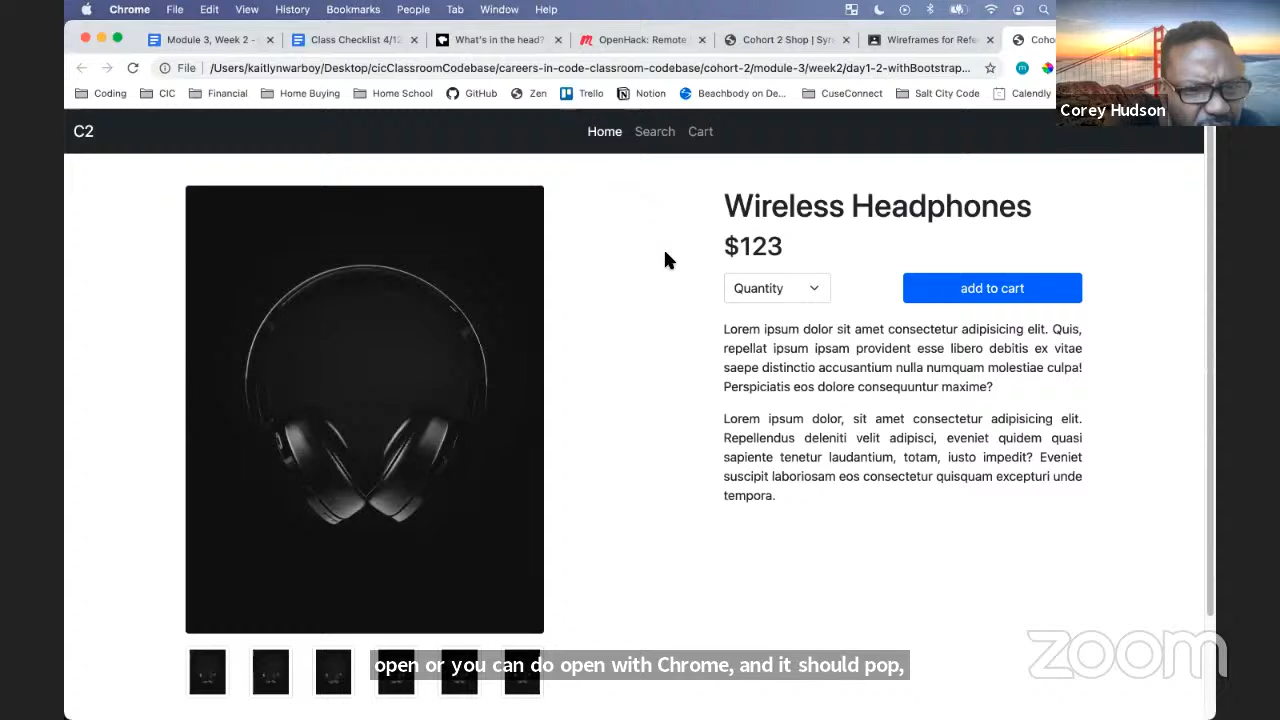 Chrome File Edit View History Bookmarks People Tab Window Help
Module 3, Week 2 -
Class Checklist 4/12
What's in the head?
OpenHack: Remote
Cohort 2 Shop | Syr
Wireframes for Refe
Coho
File /Users/kaitlynwarboy/Desktop/cicClassroomCodebase/careers-in-code-classroom-codebase/cohort-2/module-3/week2/day1-2-withBootstrap...
Coding CIC Financial Home Buying Home School GitHub Zen Trello Notion Beachbody on De... CuseConnect Salt City Code Calendly
Corey Hudson
C2 Home Search Cart
Wireless Headphones
$123
Quantity add to cart
Lorem ipsum dolor sit amet consectetur adipisicing elit. Quis,
repellat ipsum ipsam provident esse libero debitis ex vitae
saepe distinctio accusantium nulla numquam molestiae culpa!
Perspiciatis eos dolore consequuntur maxime?
Lorem ipsum dolor, sit amet consectetur adipisicing elit.
Repellendus deleniti velit adipisci, eveniet quidem quasi
sapiente tenetur laudantium, totam, iusto impedit? Eveniet
suscipit laboriosam eos consectetur quisquam excepturi unde
tempora.
open or you can do open with Chrome, and it should pop,
zoom